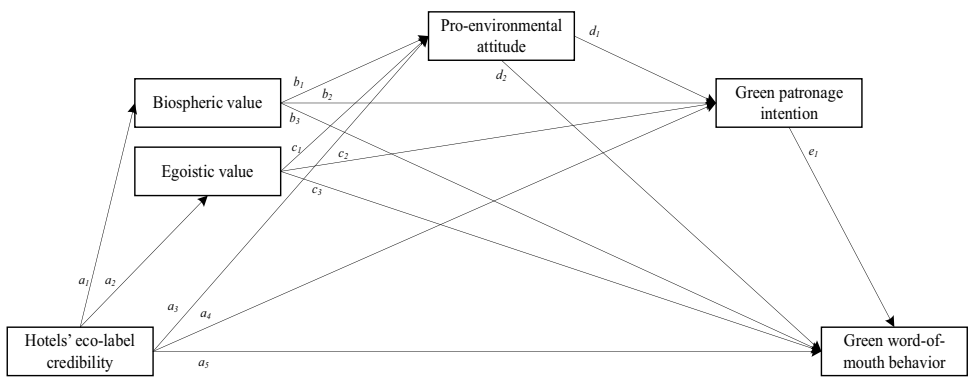 Pro-environmental
attitude
d₁
d₂
Biospheric value
b₁
b₂
b₃
Green patronage
intention
Egoistic value
c₁
c₂
c₃
e₁
a₁
a₂
a₃
a₄
Hotels’ eco-label
credibility
a₅
Green word-of-
mouth behavior